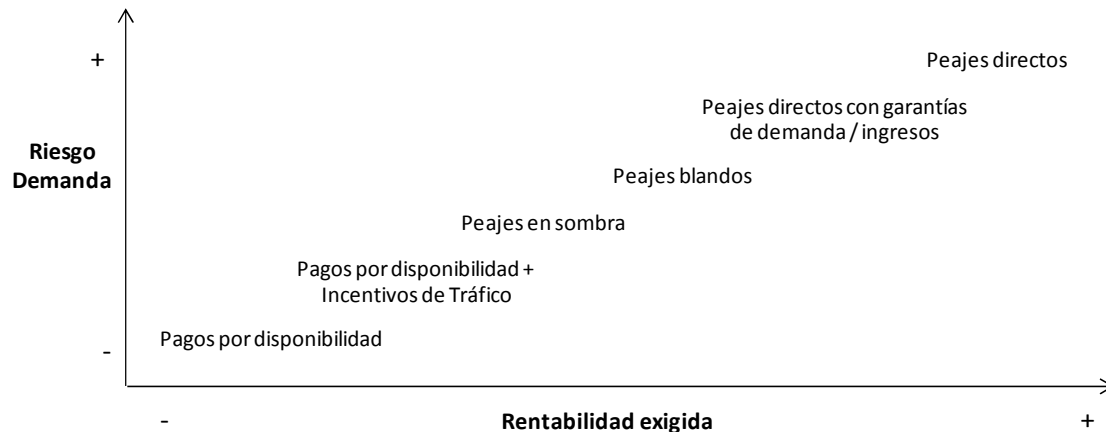 +
Peajes directos
Peajes directos con garantías
de demanda / ingresos
Riesgo
Demanda
Peajes blandos
Peajes en sombra
Pagos por disponibilidad +
Incentivos de Tráfico
Pagos por disponibilidad
-
-
Rentabilidad exigida
+